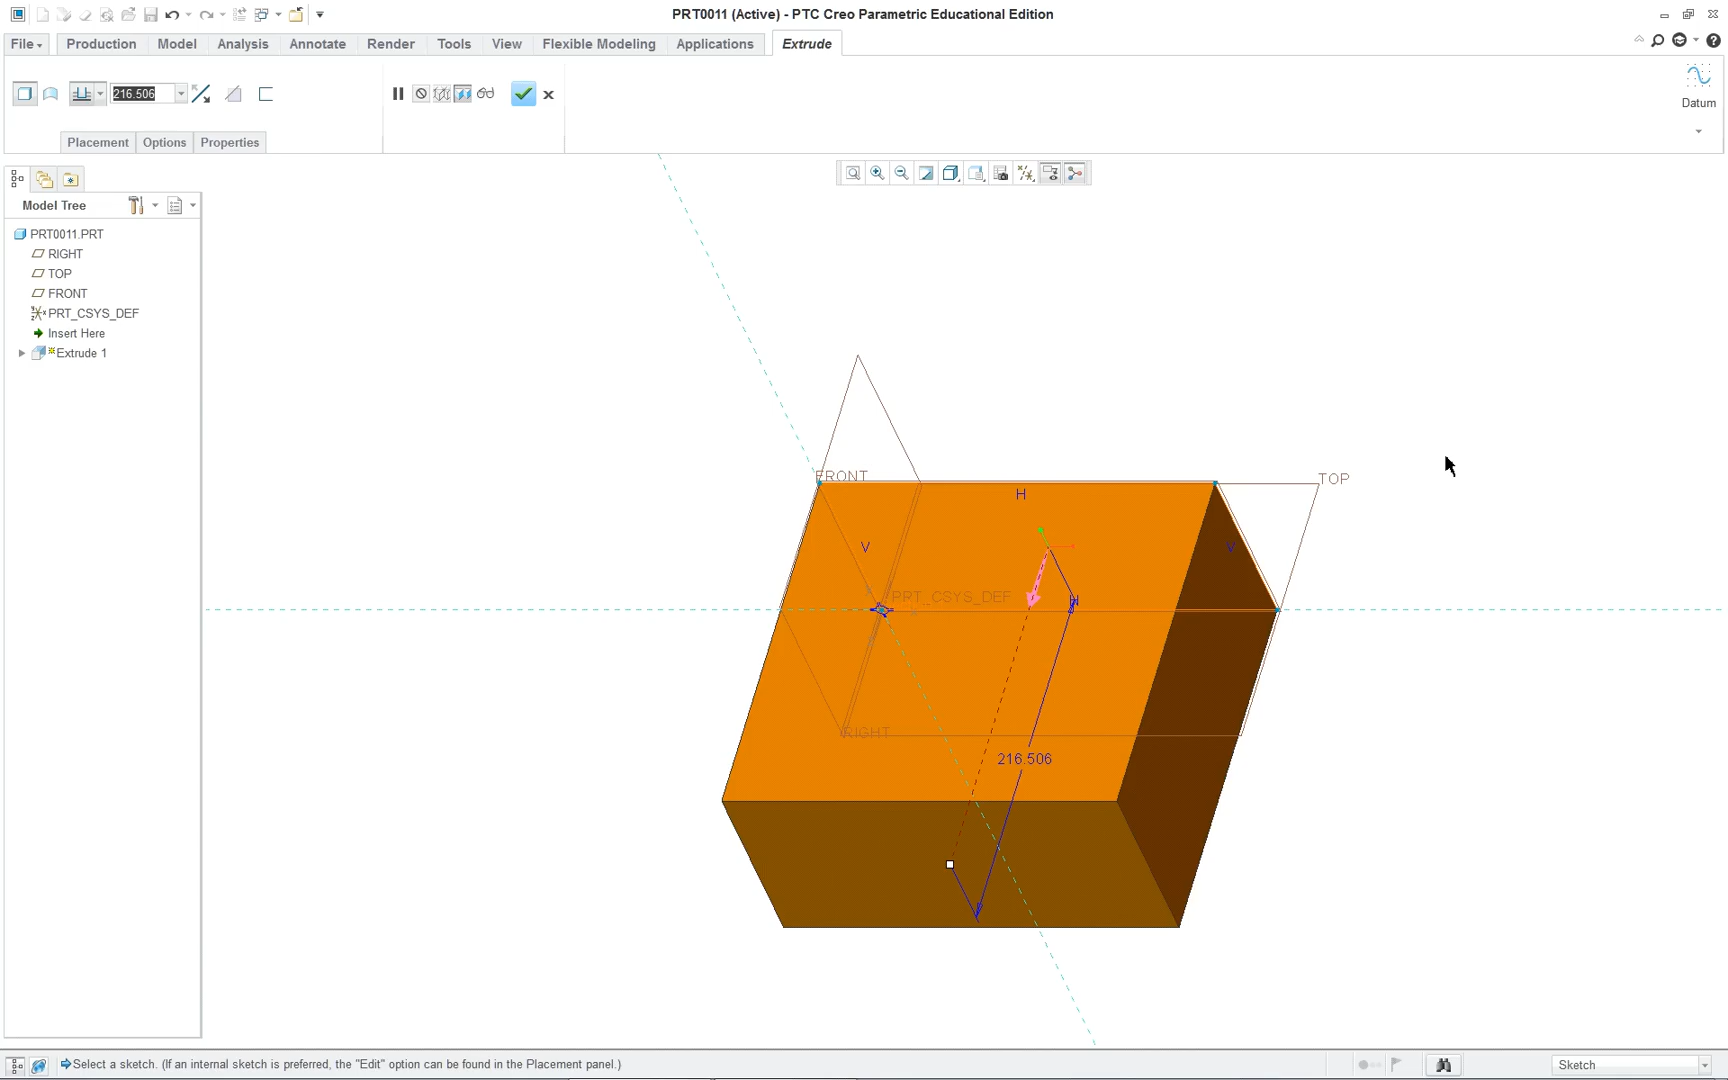 PRT0011 (Active) - PTC Creo Parametric Educational Edition
File Production Model Analysis Annotate Render Tools View Flexible Modeling Applications Extrude
216.506
Datum
Placement Options Properties
Model Tree
PRT0011.PRT
RIGHT
TOP
FRONT
PRT_CSYS_DEF
Insert Here
Extrude 1
FRONT
TOP
H
V
V
PRT_CSYS_DEF
H
RIGHT
216.506
Select a sketch. (If an internal sketch is preferred, the "Edit" option can be found in the Placement panel.)
Sketch